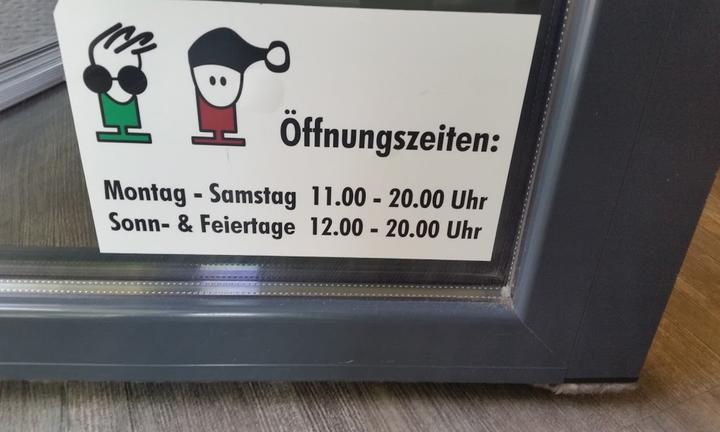 Öffnungszeiten:
Montag - Samstag 11.00 - 20.00 Uhr
Sonn- & Feiertage 12.00 - 20.00 Uhr